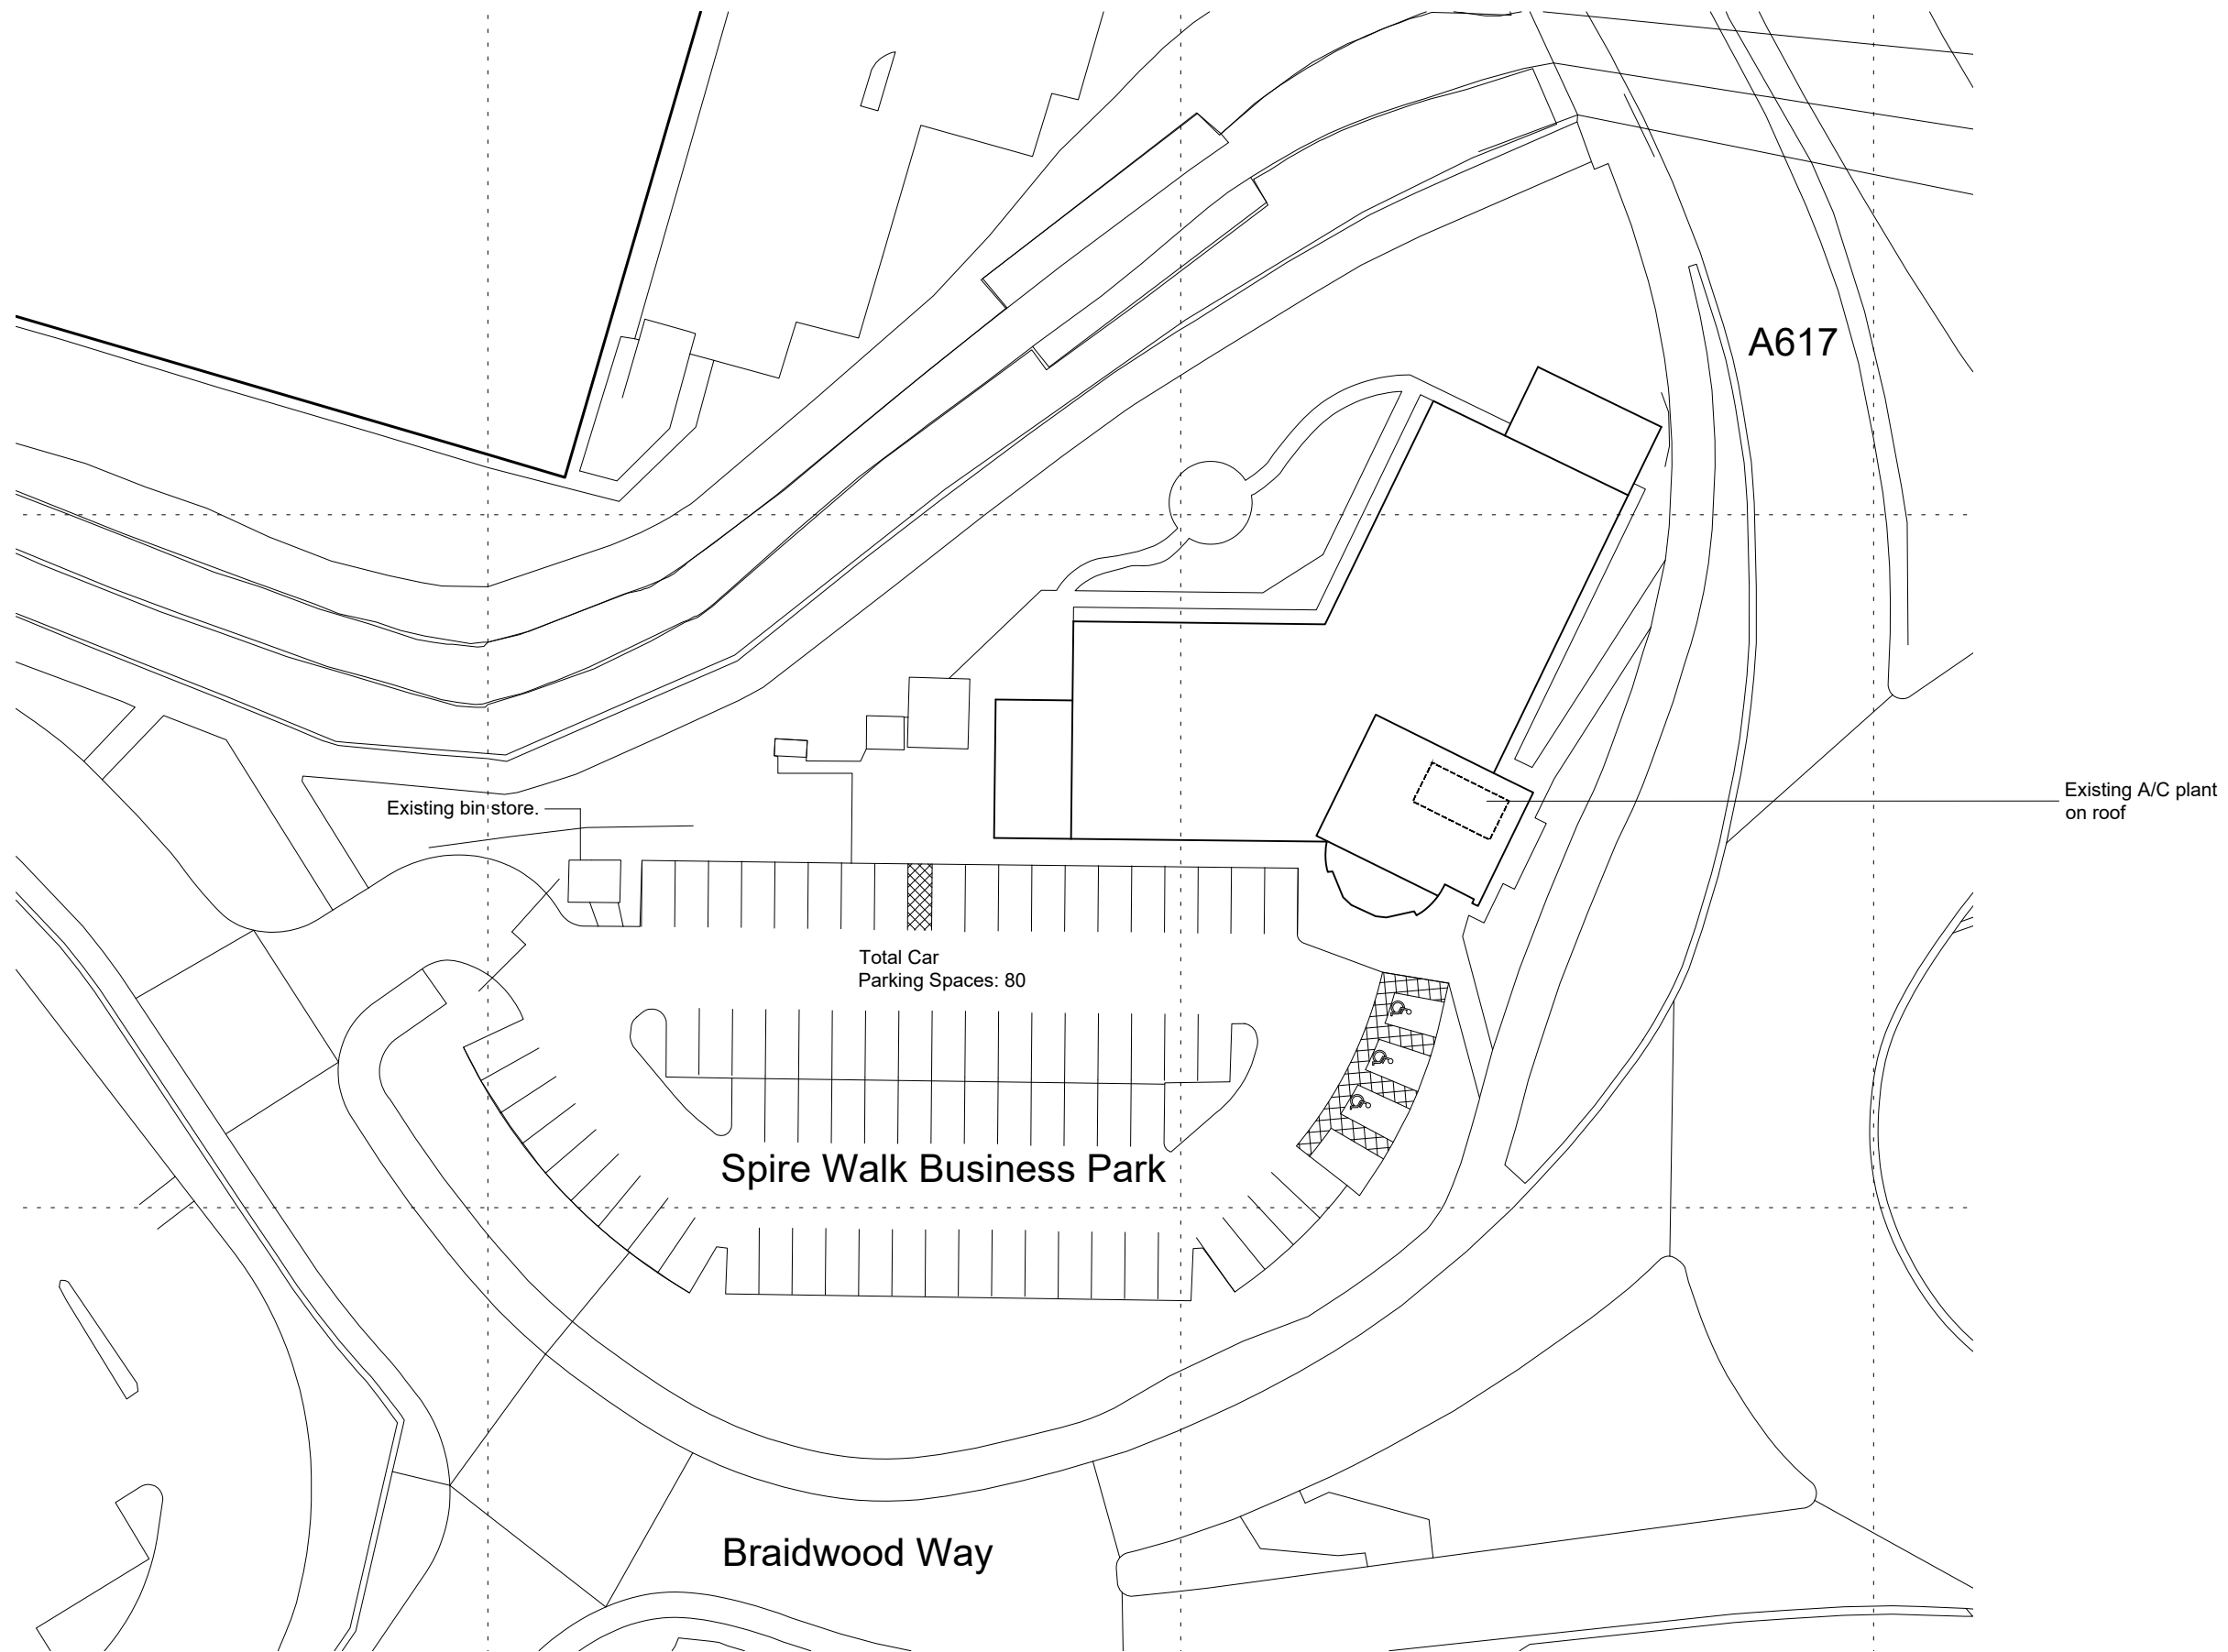 A617
Existing A/C plant
on roof
Existing bin store.
Total Car
Parking Spaces: 80
Spire Walk Business Park
Braidwood Way